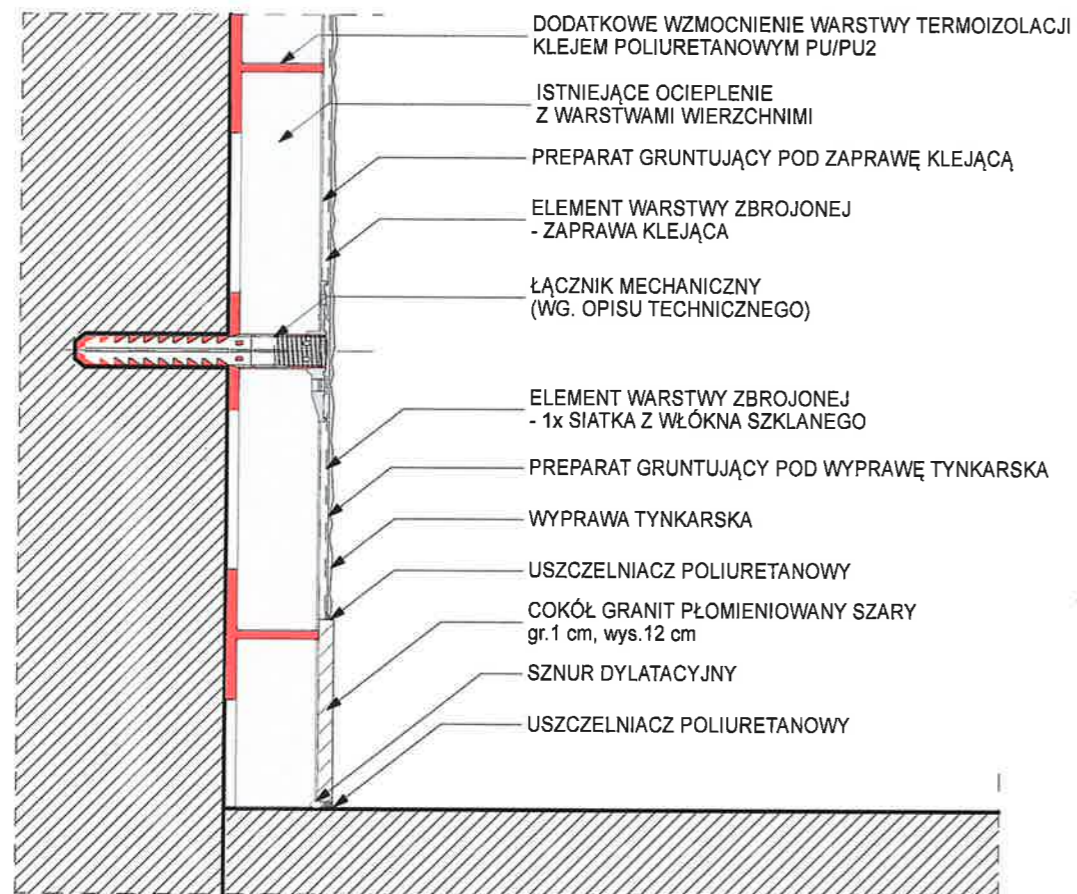 DODATKOWE WZMOCNIENIE WARSTWY TERMOIZOLACJI
KLEJEM POLIURETANOWYM PU/PU2
ISTNIEJĄCE OCIEPLENIE
Z WARSTWAMI WIERZCHNIMI
PREPARAT GRUNTUJĄCY POD ZAPRAWĘ KLEJĄCĄ
ELEMENT WARSTWY ZBROJONEJ
- ZAPRAWA KLEJĄCA
ŁĄCZNIK MECHANICZNY
(WG. OPISU TECHNICZNEGO)
ELEMENT WARSTWY ZBROJONEJ
- 1x SIATKA Z WŁÓKNA SZKLANEGO
PREPARAT GRUNTUJĄCY POD WYPRAWĘ TYNKARSKA
WYPRAWA TYNKARSKA
USZCZELNIACZ POLIURETANOWY
COKÓŁ GRANIT PŁOMIENIOWANY SZARY
gr.1 cm, wys.12 cm
SZNUR DYLATACYJNY
USZCZELNIACZ POLIURETANOWY